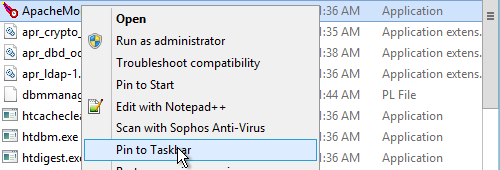 ApacheMo :36 AM Application
Open
apr_crypto_ :35 AM Application extens
Run as administrator
apr_dbd_oc :36 AM Application extens
Troubleshoot compatibility
apr_ldap-1. :36 AM Application extens
Pin to Start
dbmmanag :44 AM PL File
Edit with Notepad++
htcacheclea :36 AM Application
Scan with Sophos Anti-Virus
htdbm.exe :36 AM Application
Pin to Taskbar
htdigest.ex :36 AM Application